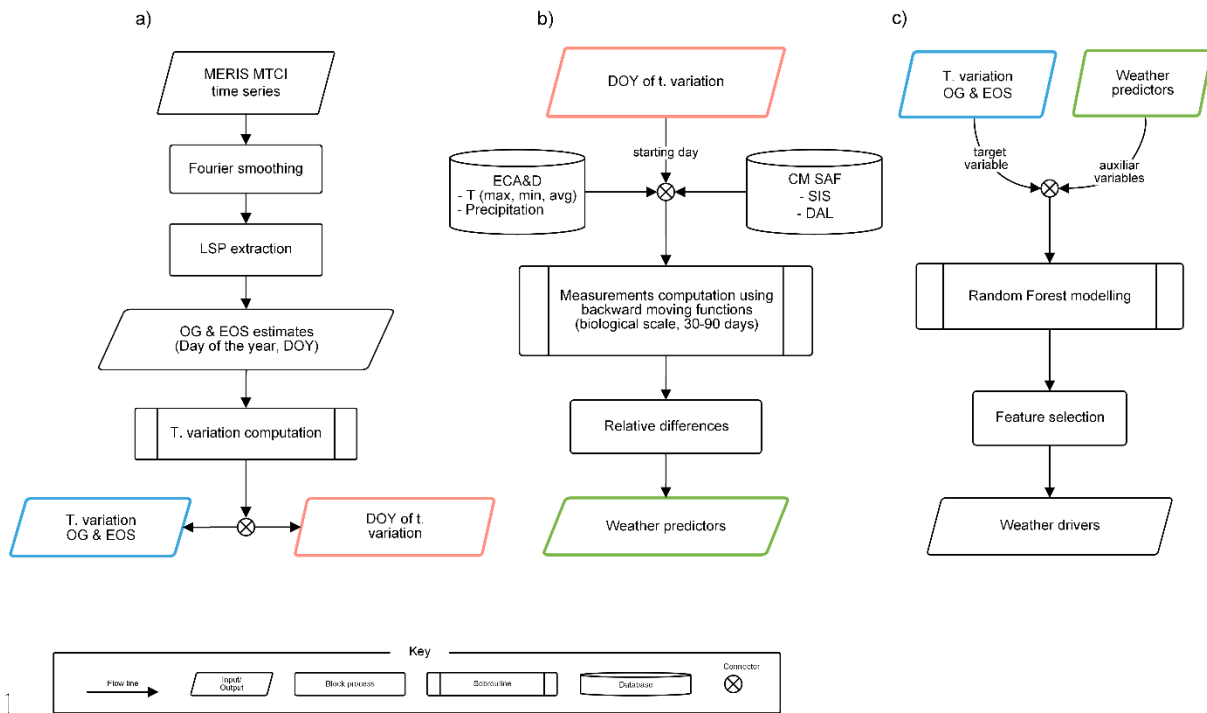 a)
MERIS MTCI
time series
Fourier smoothing
LSP extraction
OG & EOS estimates
(Day of the year, DOY)
T. variation computation
T. variation
OG & EOS
DOY of t.
variation
b)
DOY of t. variation
starting day
ECA&D
- T (max, min, avg)
- Precipitation
CM SAF
- SIS
- DAL
Measurements computation using
backward moving functions
(biological scale, 30-90 days)
Relative differences
Weather predictors
c)
T. variation
OG & EOS
Weather
predictors
target
variable
auxiliar
variables
Random Forest modelling
Feature selection
Weather drivers
Key
Flow line
Input/
Output
Block process
Sobroutine
Database
Connector
1